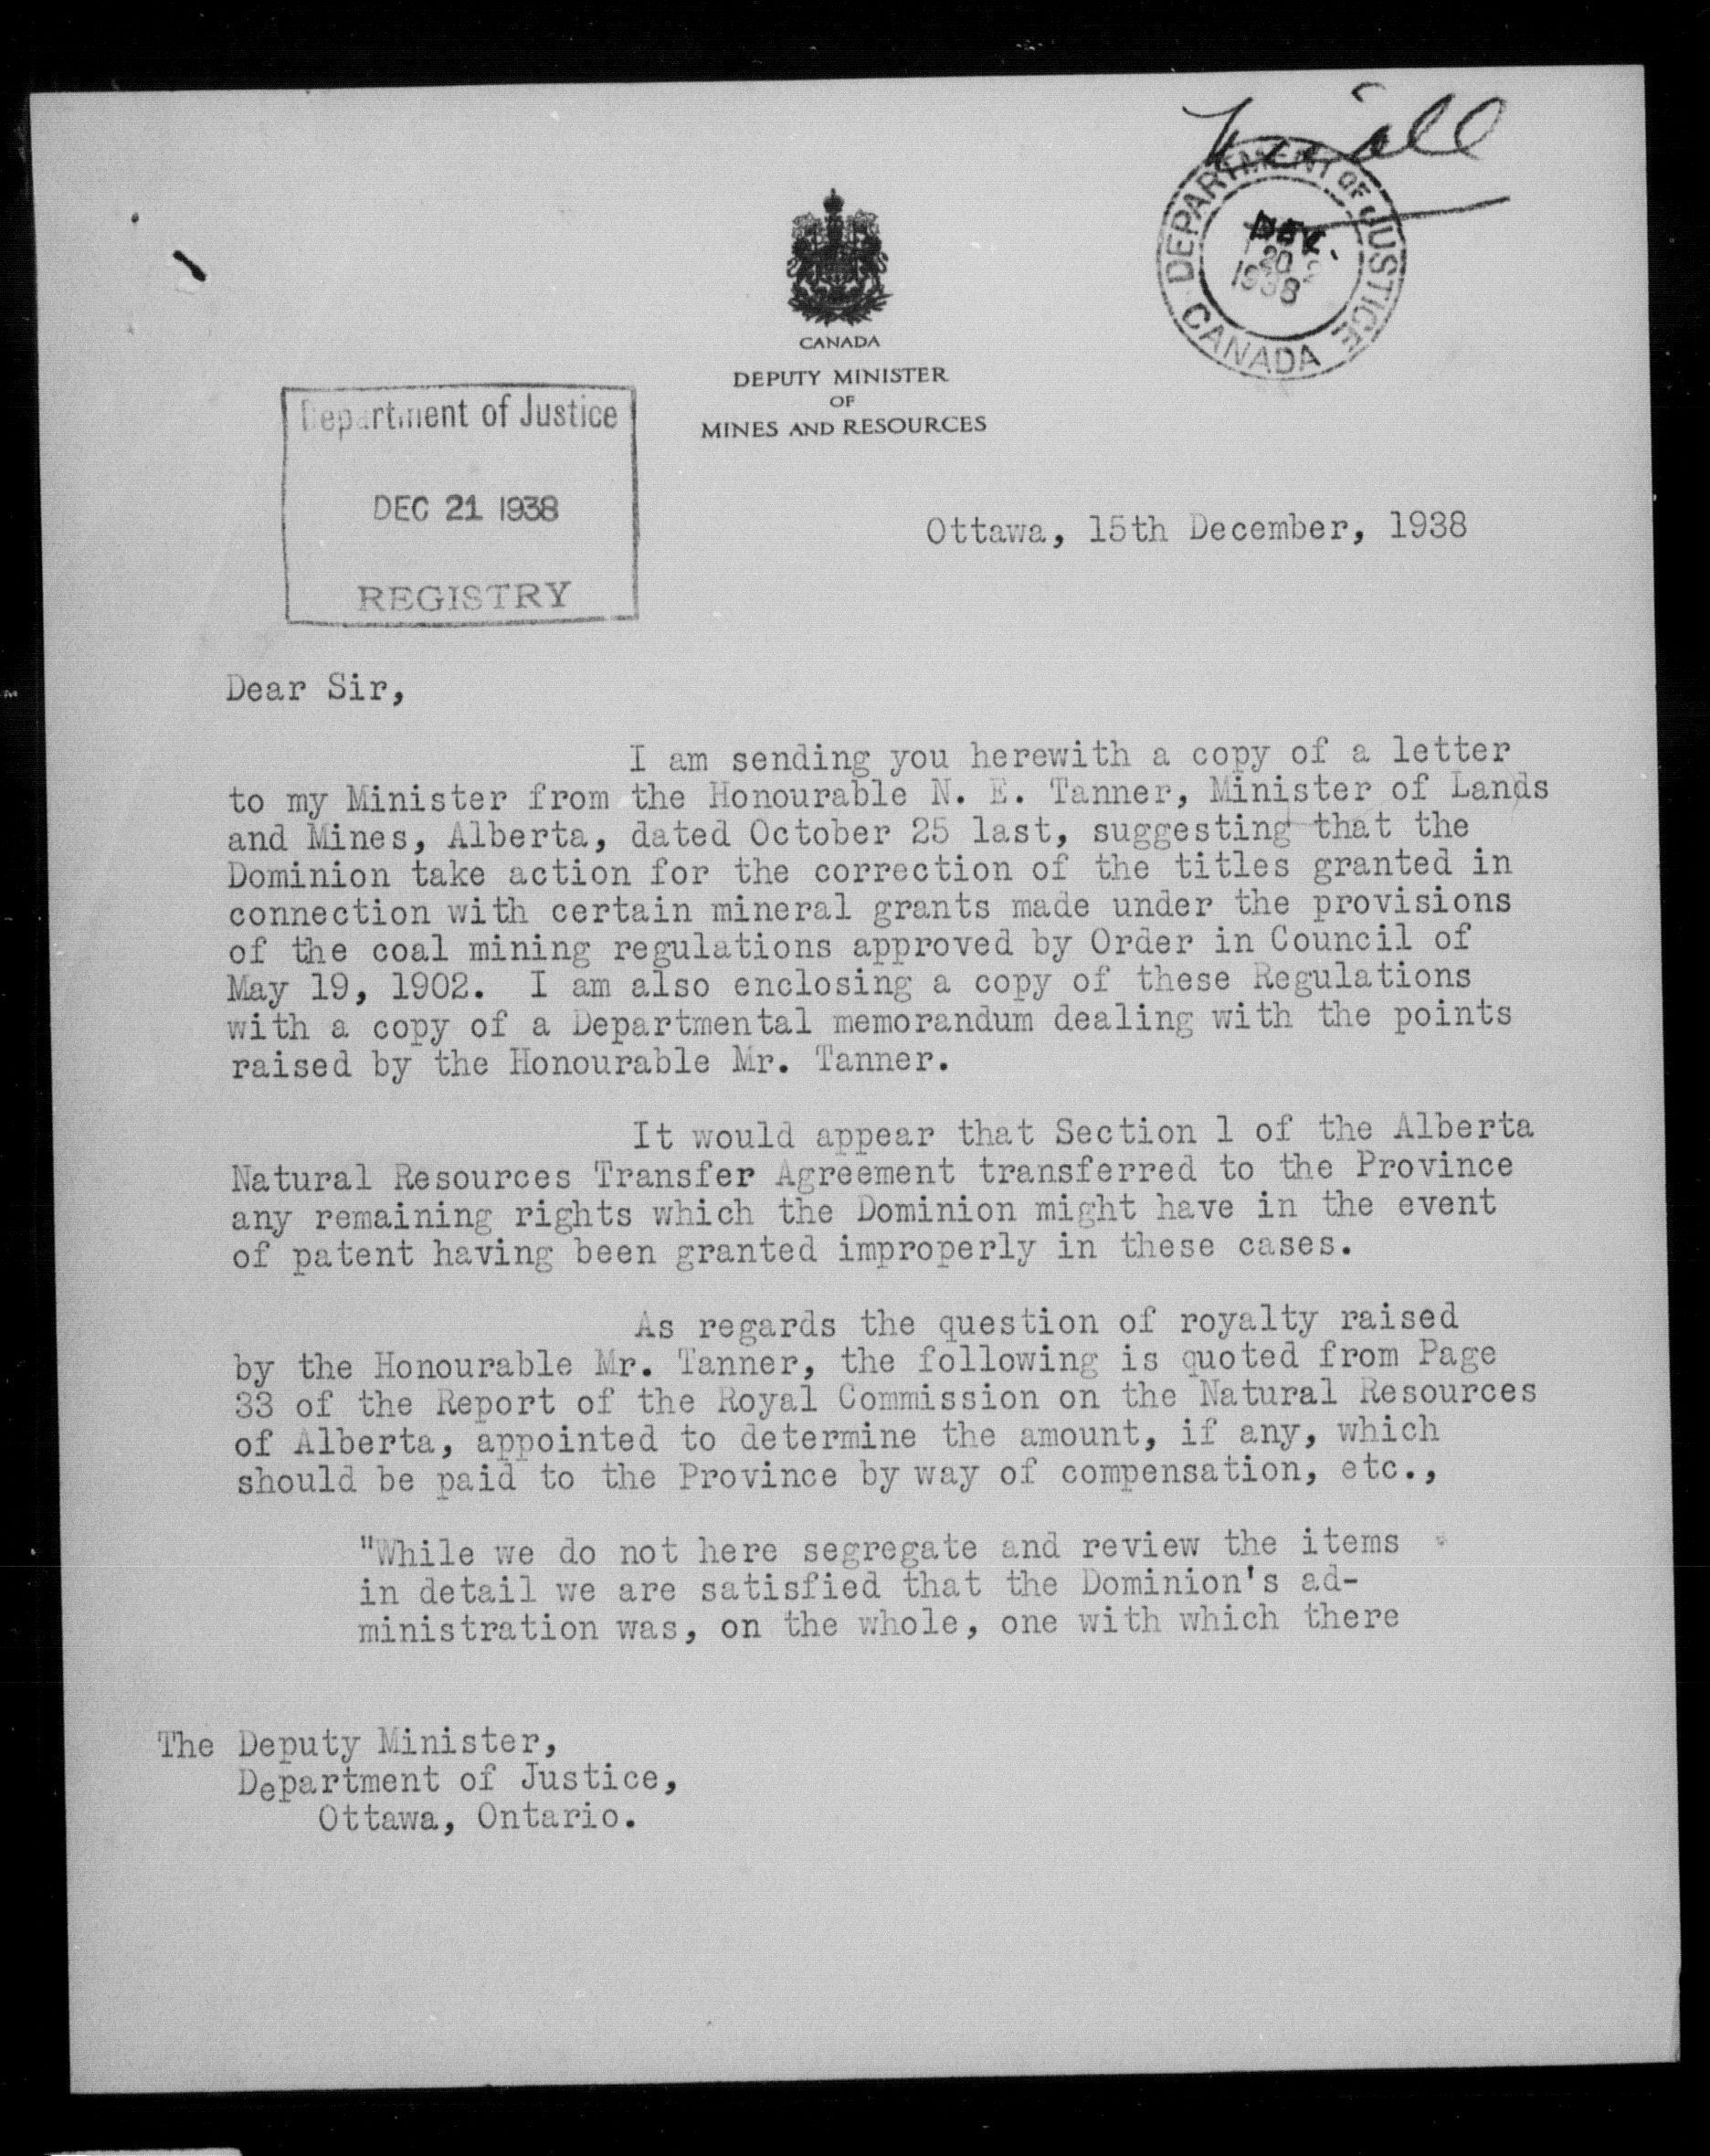 DEPARTMENT OF JUSTICE
CANADA
DEC.
20
1938
CANADA
DEPUTY MINISTER
OF
MINES AND RESOURCES
Department of Justice
DEC 21 1938
REGISTRY
Ottawa, 15th December, 1938
Dear Sir,
I am sending you herewith a copy of a letter
to my Minister from the Honourable N. E. Tanner, Minister of Lands
and Mines, Alberta, dated October 25 last, suggesting that the
Dominion take action for the correction of the titles granted in
connection with certain mineral grants made under the provisions
of the coal mining regulations approved by Order in Council of
May 19, 1902. I am also enclosing a copy of these Regulations
with a copy of a Departmental memorandum dealing with the points
raised by the Honourable Mr. Tanner.
It would appear that Section 1 of the Alberta
Natural Resources Transfer Agreement transferred to the Province
any remaining rights which the Dominion might have in the event
of patent having been granted improperly in these cases.
As regards the question of royalty raised
by the Honourable Mr. Tanner, the following is quoted from Page
33 of the Report of the Royal Commission on the Natural Resources
of Alberta, appointed to determine the amount, if any, which
should be paid to the Province by way of compensation, etc.,
"While we do not here segregate and review the items
in detail we are satisfied that the Dominion's ad-
ministration was, on the whole, one with which there
The Deputy Minister,
Department of Justice,
Ottawa, Ontario.